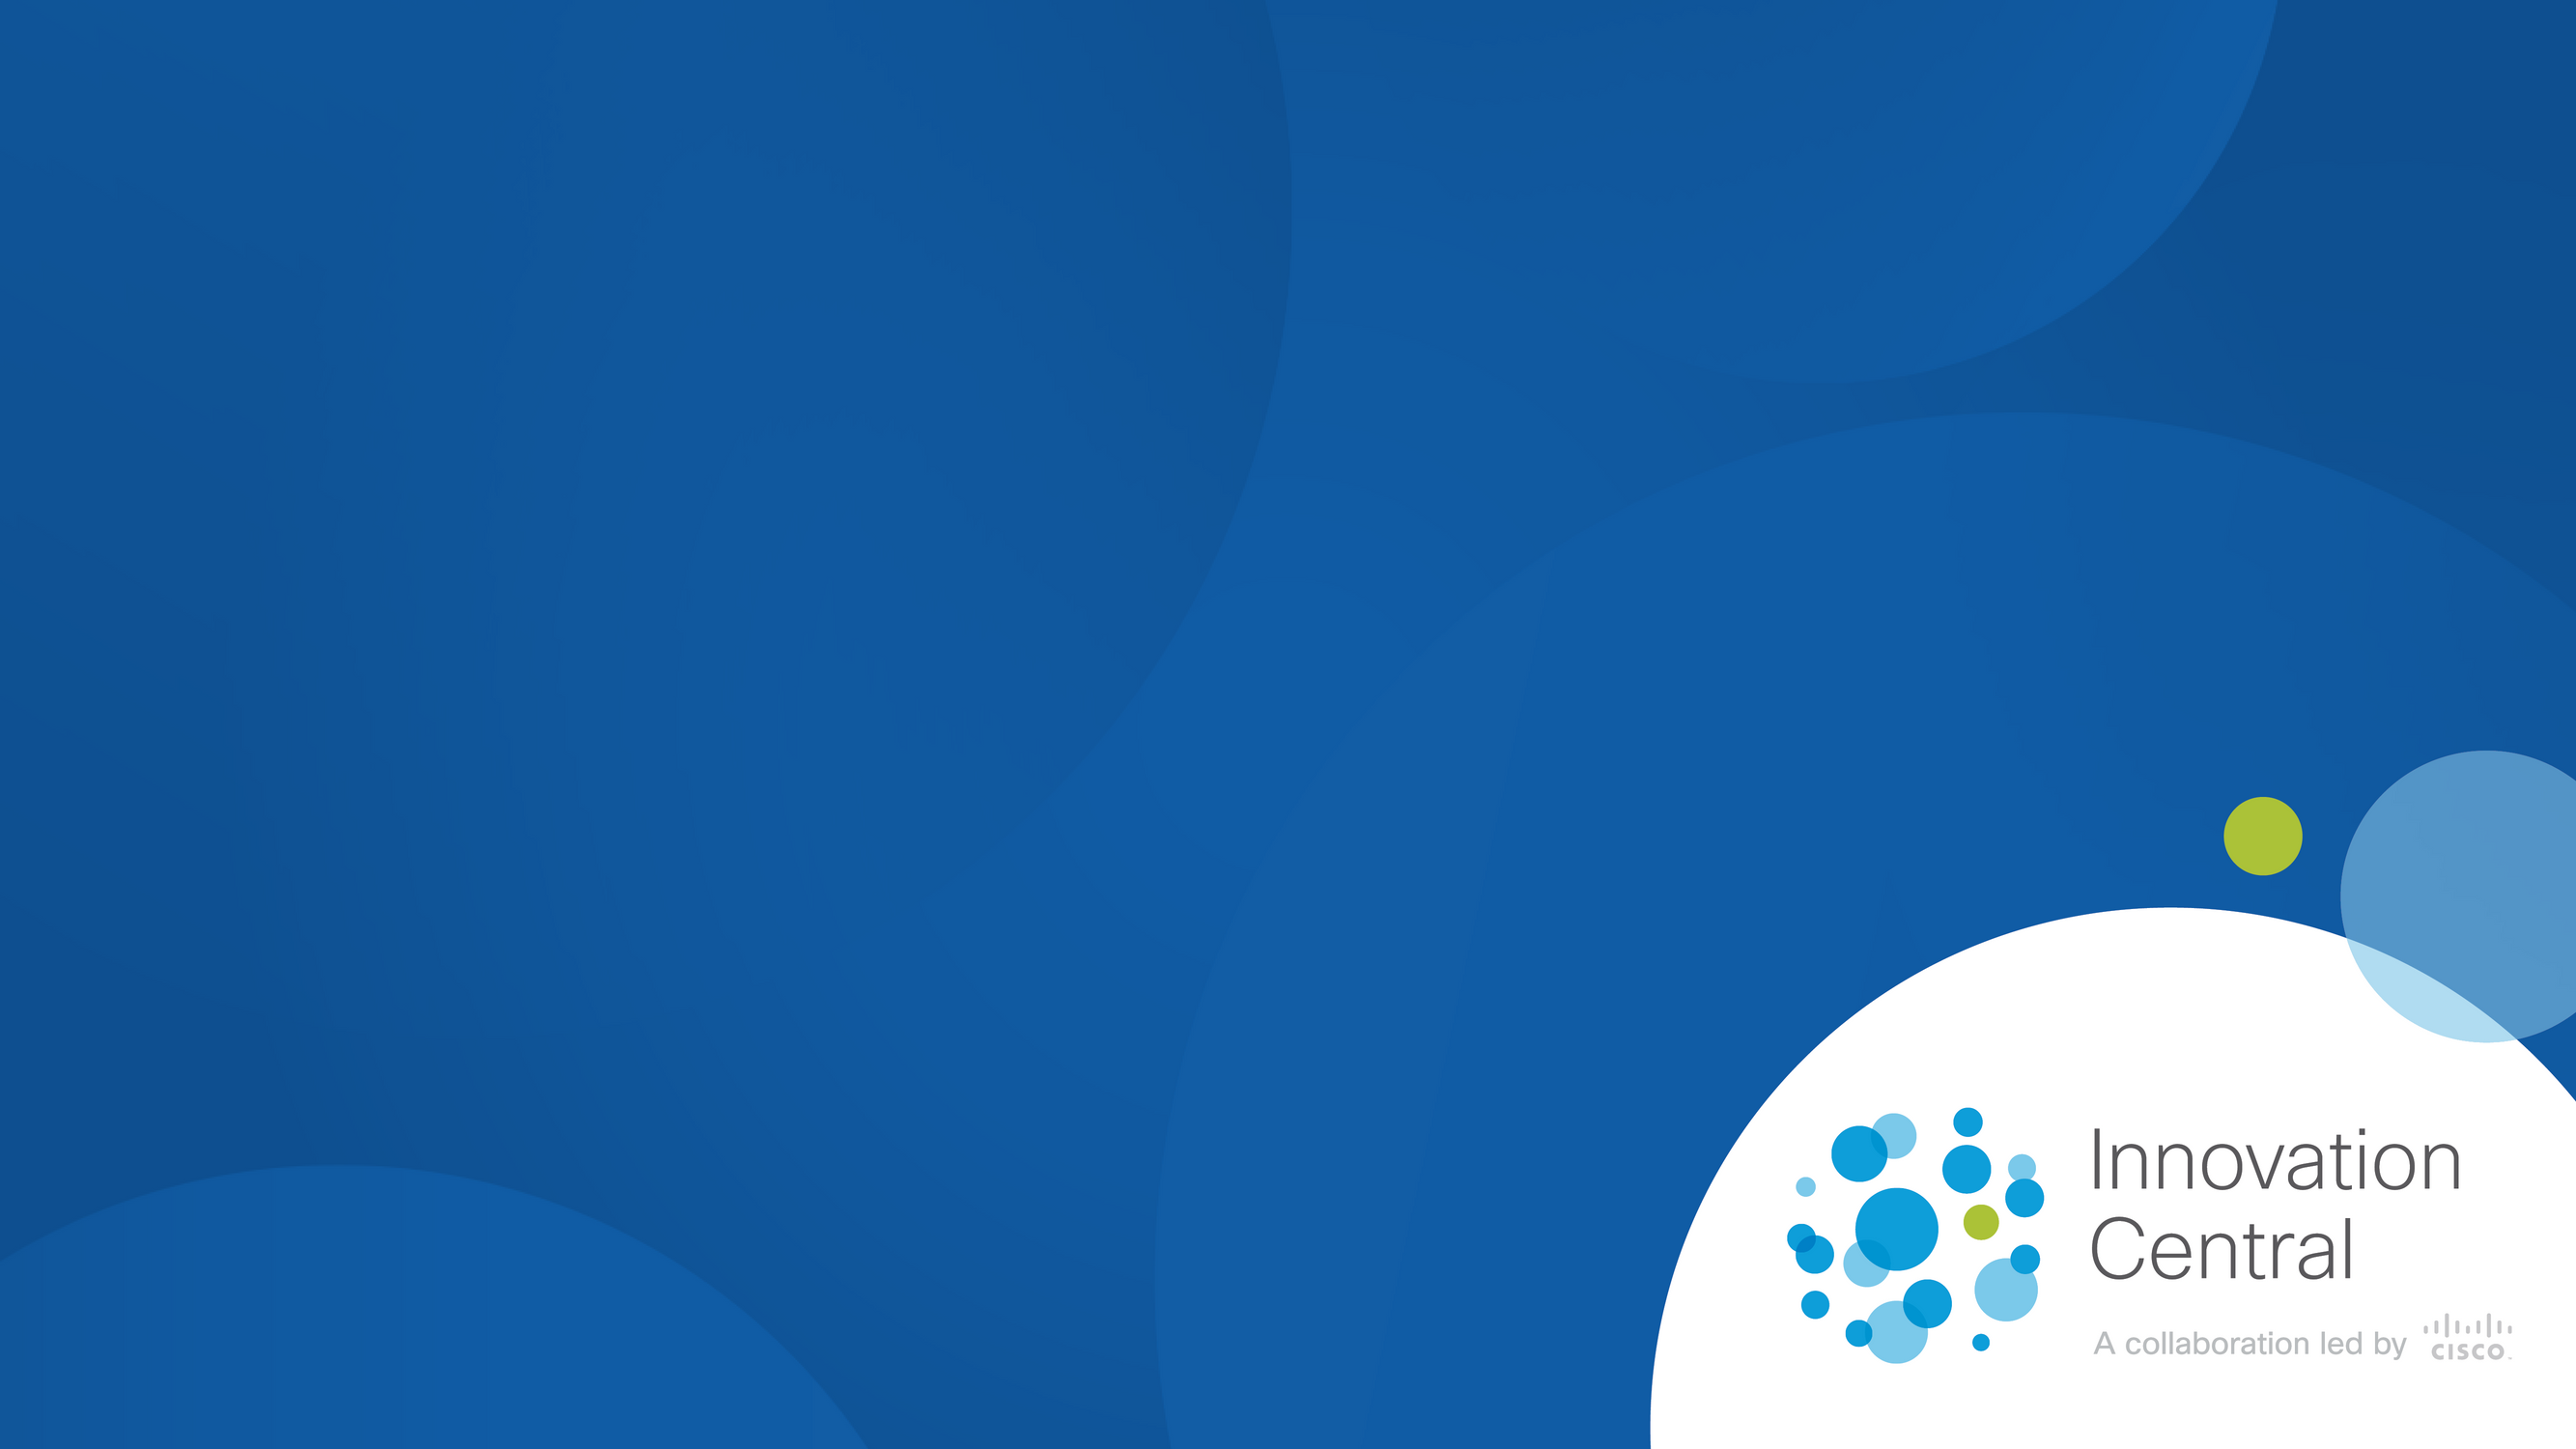 Innovation
Central
A collaboration led by
CISCO